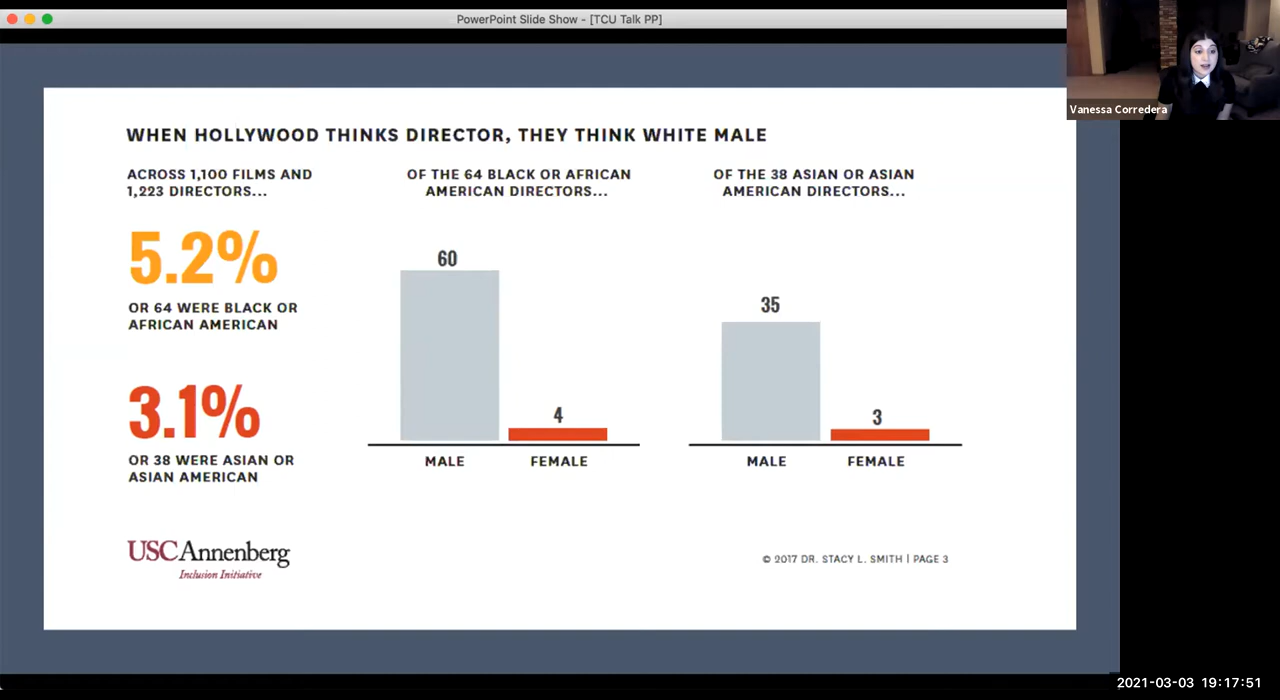 PowerPoint Slide Show - [TCU Talk PP]
Vanessa Corredera
WHEN HOLLYWOOD THINKS DIRECTOR, THEY THINK WHITE MALE
ACROSS 1,100 FILMS AND
1,223 DIRECTORS...
5.2%
OR 64 WERE BLACK OR
AFRICAN AMERICAN
3.1%
OR 38 WERE ASIAN OR
ASIAN AMERICAN
OF THE 64 BLACK OR AFRICAN
AMERICAN DIRECTORS...
60
4
MALE FEMALE
OF THE 38 ASIAN OR ASIAN
AMERICAN DIRECTORS...
35
3
MALE FEMALE
USCAnnenberg
Inclusion Initiative
© 2017 DR. STACY L. SMITH | PAGE 3
2021-03-03 19:17:51